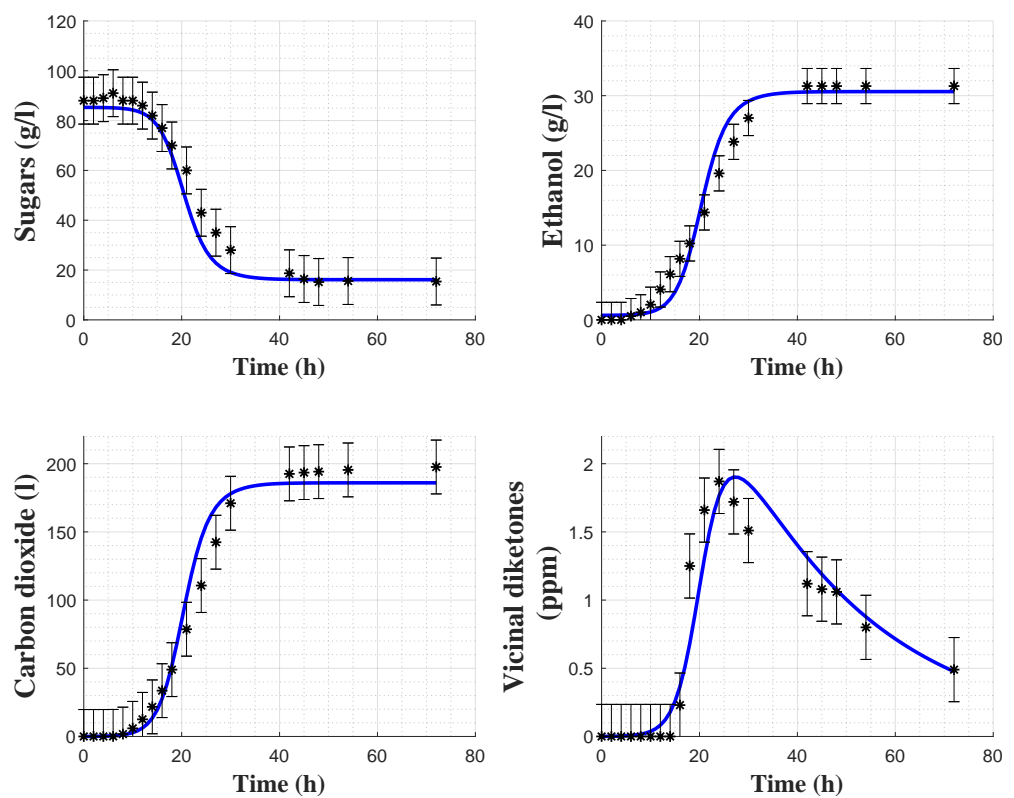 120
100
80
60
40
20
0
Sugars (g/l)
0 20 40 60 80
Time (h)
40
30
20
10
0
Ethanol (g/l)
0 20 40 60 80
Time (h)
200
150
100
50
0
Carbon dioxide (l)
0 20 40 60 80
Time (h)
2
1.5
1
0.5
0
Vicinal diketones
(ppm)
0 20 40 60 80
Time (h)